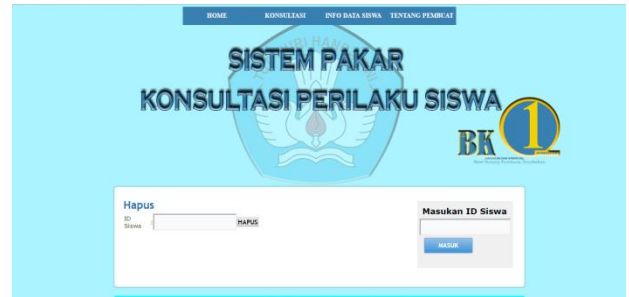 HOME KONSULTASI INFO DATA SISWA TENTANG PEMBUAT
SISTEM PAKAR
KONSULTASI PERILAKU SISWA
BK 1
Hapus
ID Siswa : HAPUS
Masukan ID Siswa
MASUK